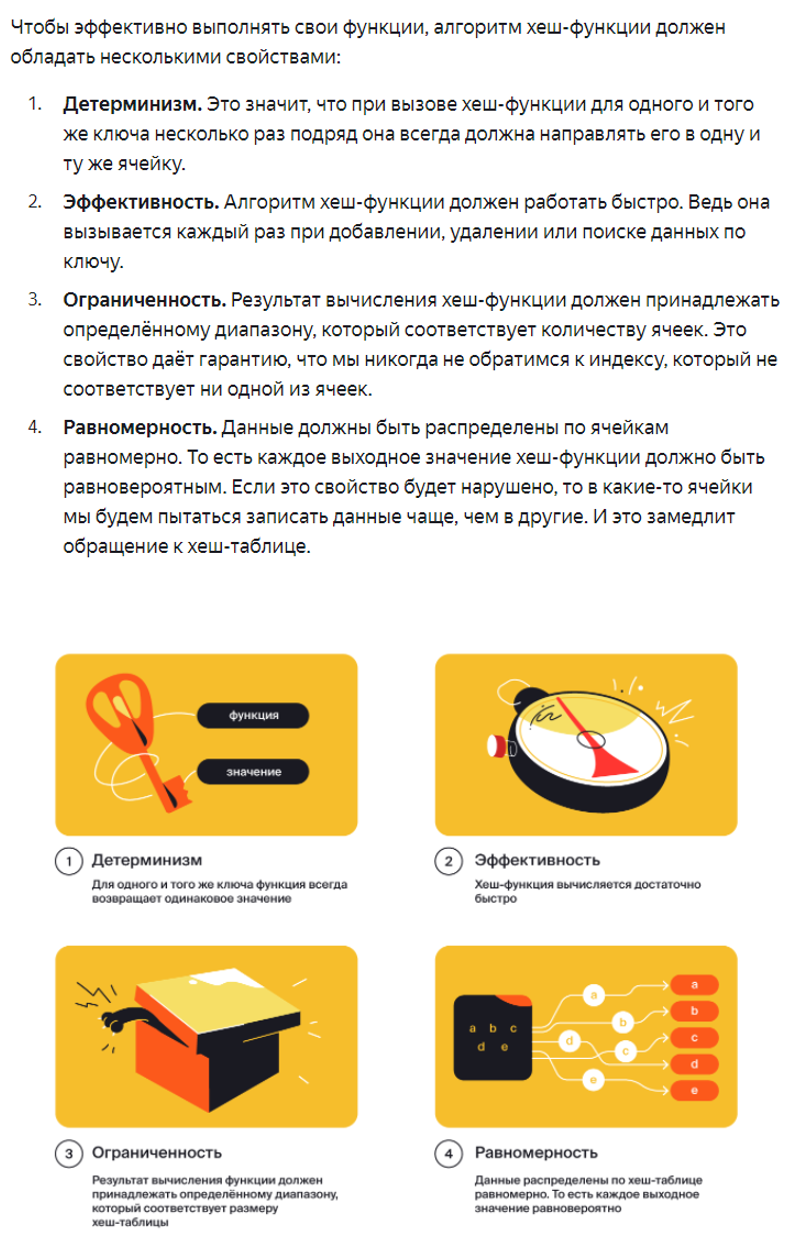 Чтобы эффективно выполнять свои функции, алгоритм хеш-функции должен
обладать несколькими свойствами:
1. Детерминизм. Это значит, что при вызове хеш-функции для одного и того
же ключа несколько раз подряд она всегда должна направлять его в одну и
ту же ячейку.
2. Эффективность. Алгоритм хеш-функции должен работать быстро. Ведь она
вызывается каждый раз при добавлении, удалении или поиске данных по
ключу.
3. Ограниченность. Результат вычисления хеш-функции должен принадлежать
определённому диапазону, который соответствует количеству ячеек. Это
свойство даёт гарантию, что мы никогда не обратимся к индексу, который не
соответствует ни одной из ячеек.
4. Равномерность. Данные должны быть распределены по ячейкам
равномерно. То есть каждое выходное значение хеш-функции должно быть
равновероятным. Если это свойство будет нарушено, то в какие-то ячейки
мы будем пытаться записать данные чаще, чем в другие. И это замедлит
обращение к хеш-таблице.
функция
значение
1 Детерминизм
Для одного и того же ключа функция всегда
возвращает одинаковое значение
2 Эффективность
Хеш-функция вычисляется достаточно
быстро
a b c
d e
a
b
d
c
e
a
b
c
d
e
3 Ограниченность
Результат вычисления функции должен
принадлежать определённому диапазону,
который соответствует размеру
хеш-таблицы
4 Равномерность
Данные распределены по хеш-таблице
равномерно. То есть каждое выходное
значение равновероятно